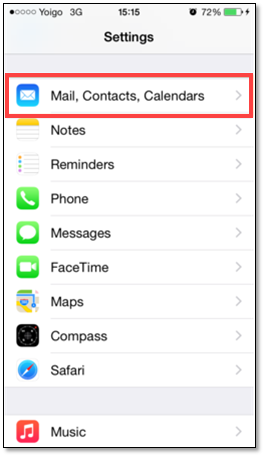 Yoigo 3G 15:15 72%
Settings
Mail, Contacts, Calendars
Notes
Reminders
Phone
Messages
FaceTime
Maps
Compass
Safari
Music